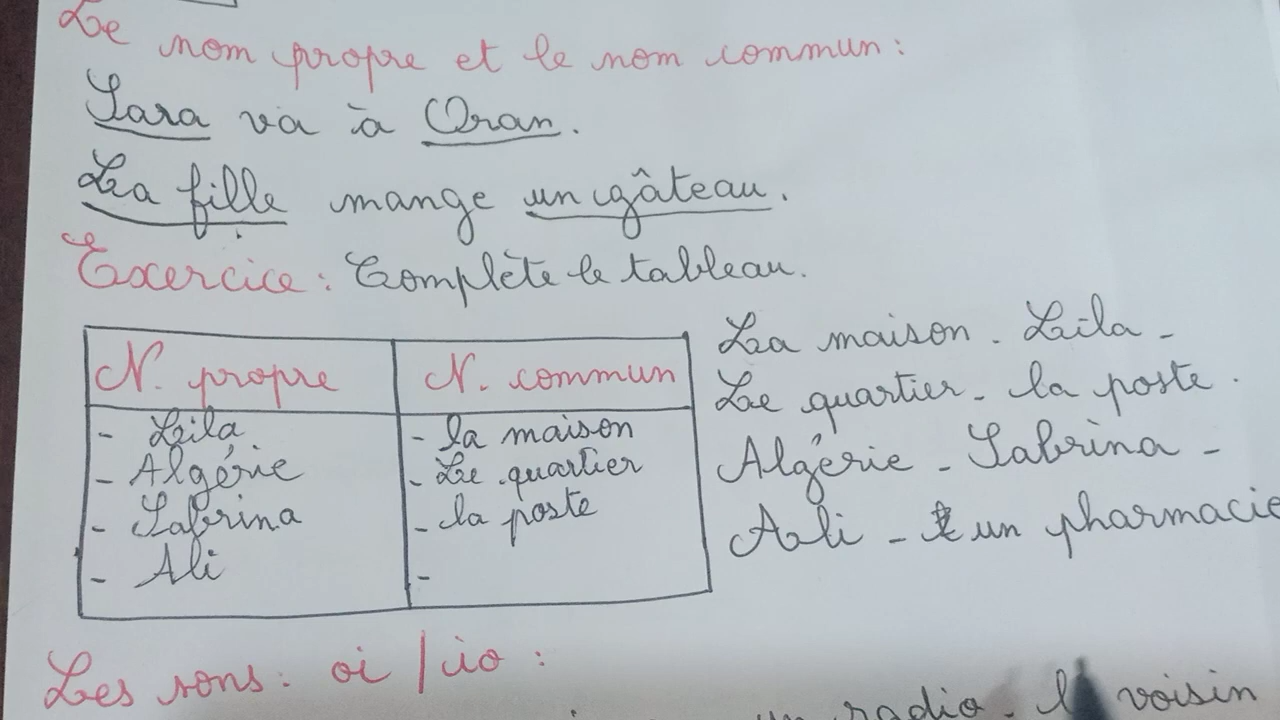 Le nom propre et le nom commun :
Sara va à Oran.
La fille mange un gâteau.
Exercice : Complète le tableau.
N. propre
N. commun
- Leila
- Algérie
- Sabrina
- Ali
- la maison
- Le quartier
- la poste
-
La maison. Leila -
Le quartier - la poste.
Algérie - Sabrina -
Ali - un pharmacie
Les sons : oi / io :
radio - voisin